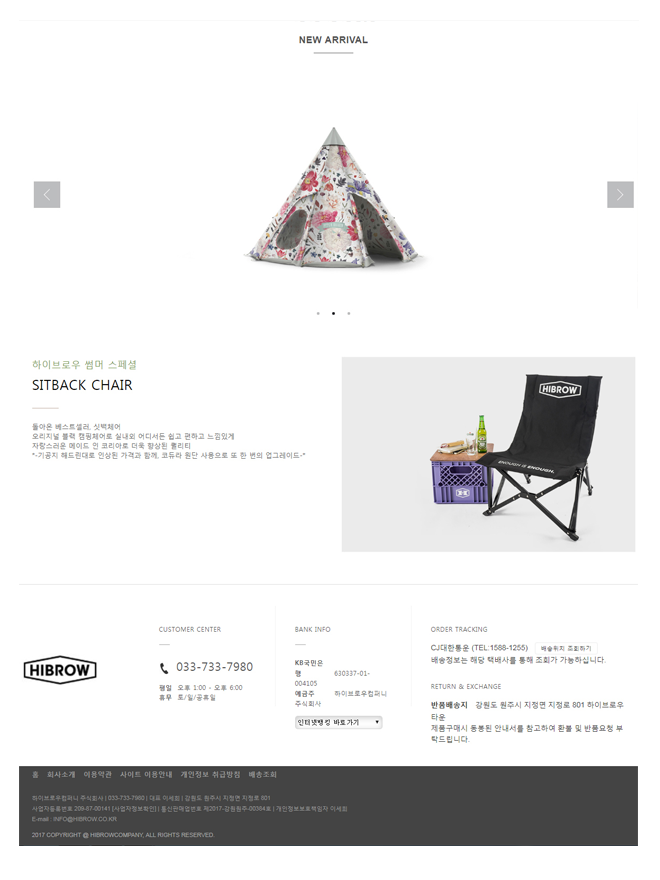 NEW ARRIVAL
하이브로우 썸머 스페셜
SITBACK CHAIR
돌아온 베스트셀러, 싯백체어
오리지널 블랙 캠핑체어로 실내외 어디서든 쉽고 편하고 느낌있게
자랑스러운 메이드 인 코리아로 더욱 향상된 퀄리티
*-기공지 해드린대로 인상된 가격과 함께, 코듀라 원단 사용으로 또 한 번의 업그레이드-*
HIBROW
ENOUGH IS ENOUGH.
HIBROW
CUSTOMER CENTER
033-733-7980
평일 오후 1:00 - 오후 6:00
휴무 토/일/공휴일
BANK INFO
KB국민은
행 630337-01-
004105
예금주 하이브로우컴퍼니
주식회사
인터넷뱅킹 바로가기
ORDER TRACKING
CJ대한통운 (TEL:1588-1255) 배송위치 조회하기
배송정보는 해당 택배사를 통해 조회가 가능하십니다.
RETURN & EXCHANGE
반품배송지 강원도 원주시 지정면 지정로 801 하이브로우
타운
제품구매시 동봉된 안내서를 참고하여 환불 및 반품요청 부
탁드립니다.
홈 회사소개 이용약관 사이트 이용안내 개인정보 취급방침 배송조회
하이브로우컴퍼니 주식회사 | 033-733-7980 | 대표 이세희 | 강원도 원주시 지정면 지정로 801
사업자등록번호 209-87-00141 [사업자정보확인] | 통신판매업번호 제2017-강원원주-00384호 | 개인정보보호책임자 이세희
E-mail : INFO@HIBROW.CO.KR
2017 COPYRIGHT @ HIBROWCOMPANY, ALL RIGHTS RESERVED.